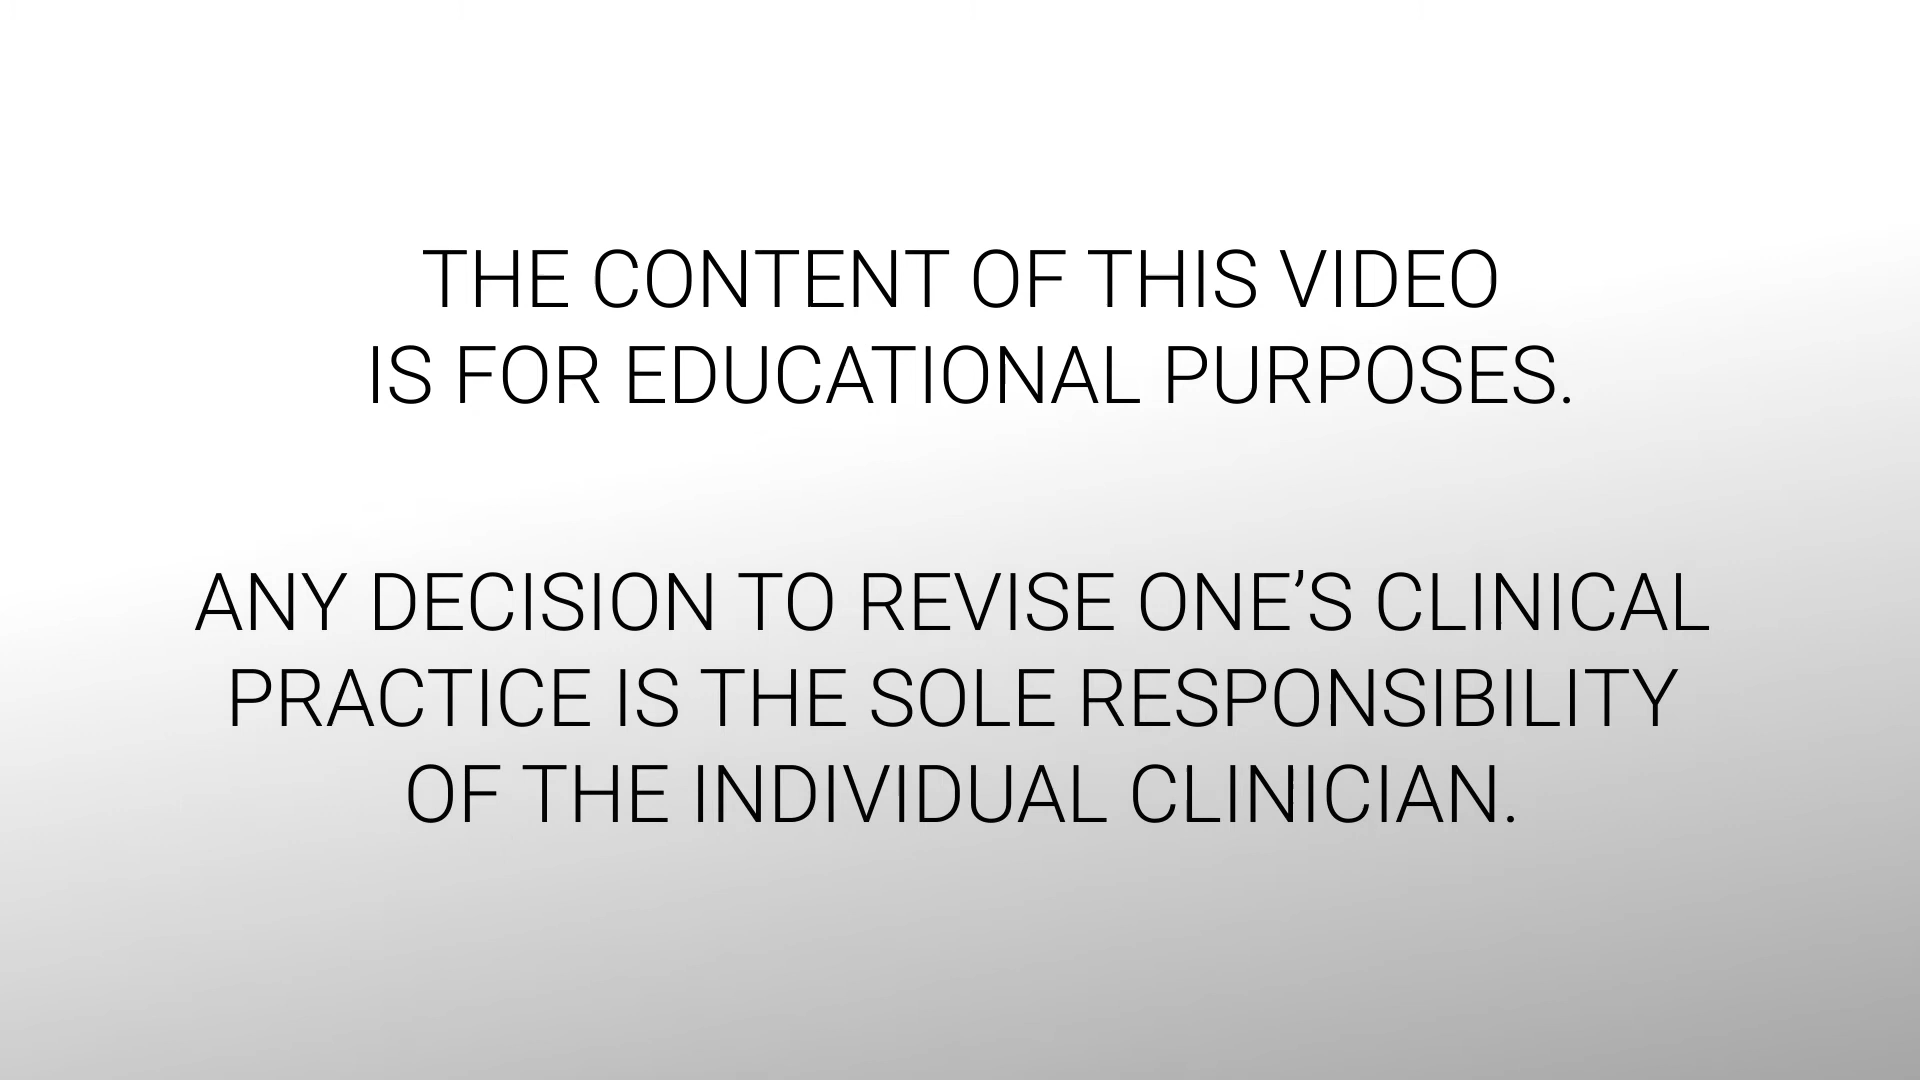 THE CONTENT OF THIS VIDEO
IS FOR EDUCATIONAL PURPOSES.
ANY DECISION TO REVISE ONE’S CLINICAL
PRACTICE IS THE SOLE RESPONSIBILITY
OF THE INDIVIDUAL CLINICIAN.